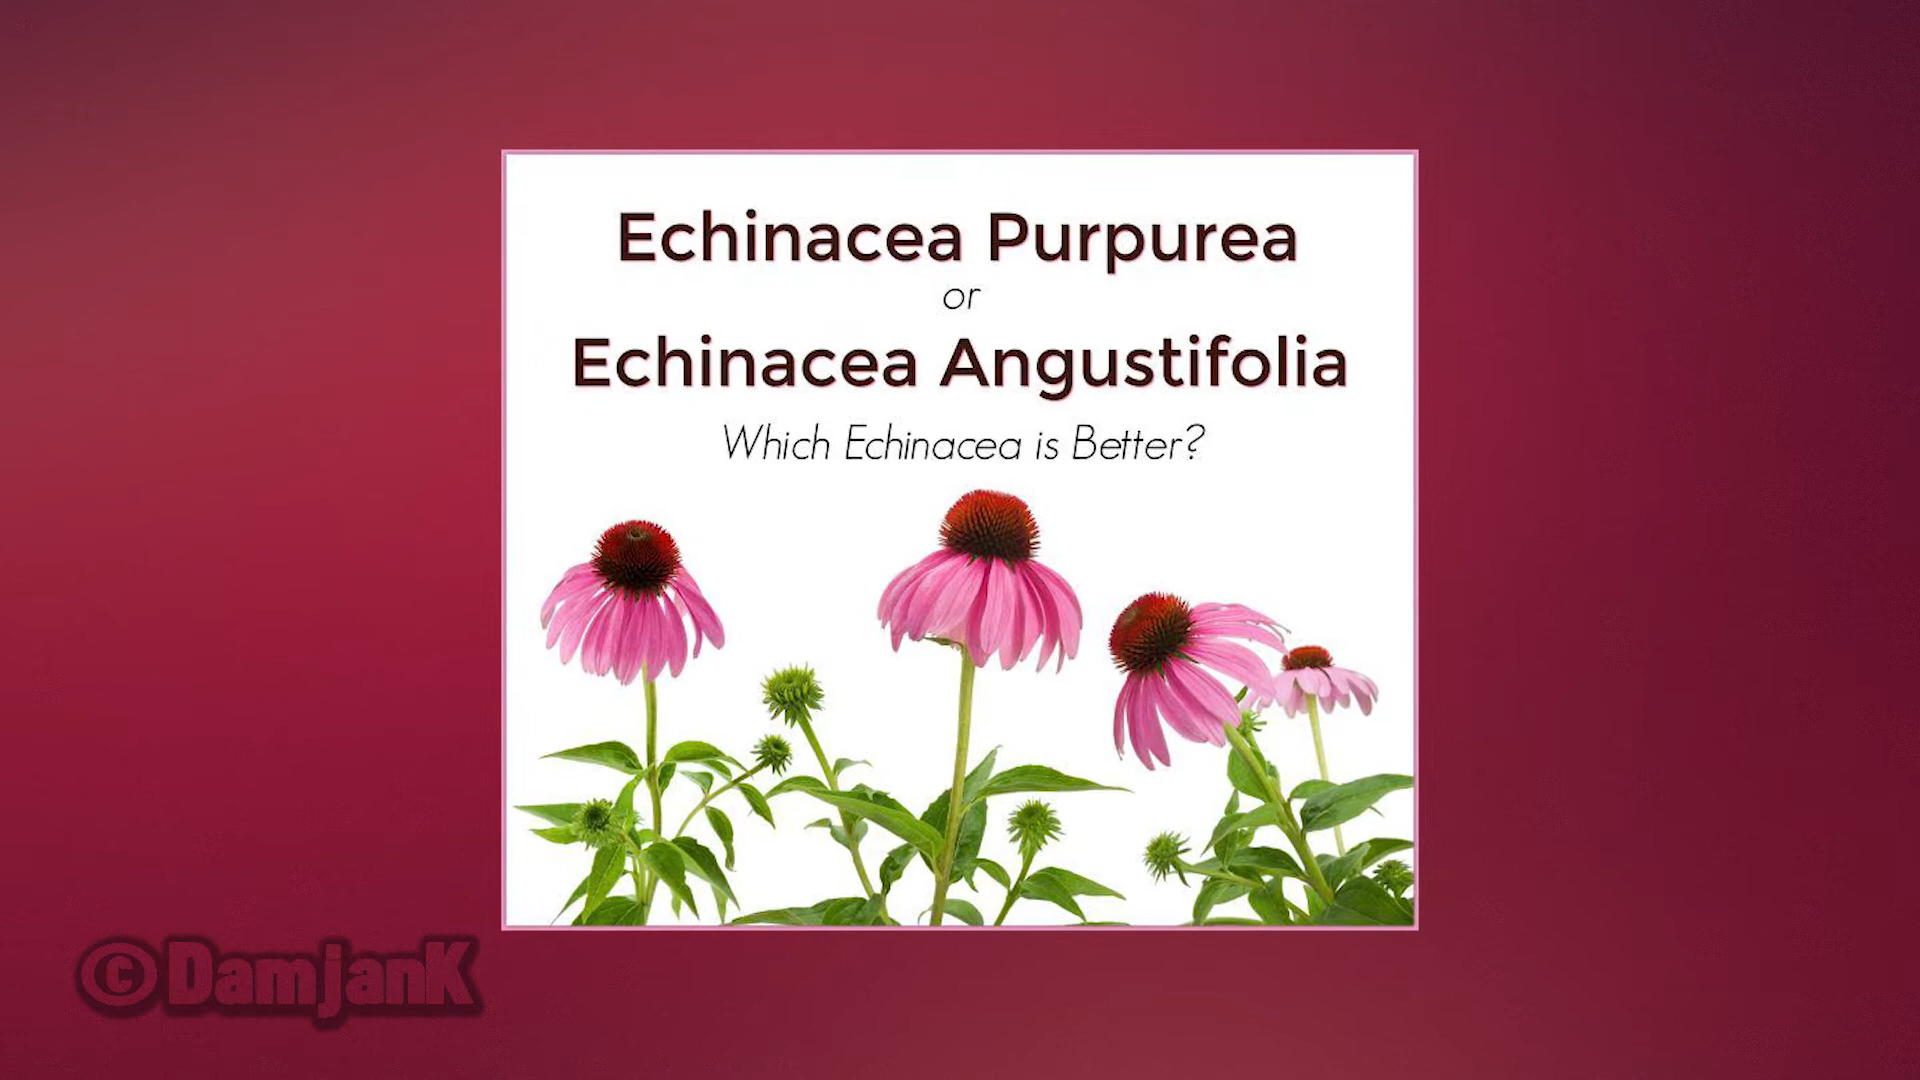 Echinacea Purpurea
or
Echinacea Angustifolia
Which Echinacea is Better?
© DamjanK